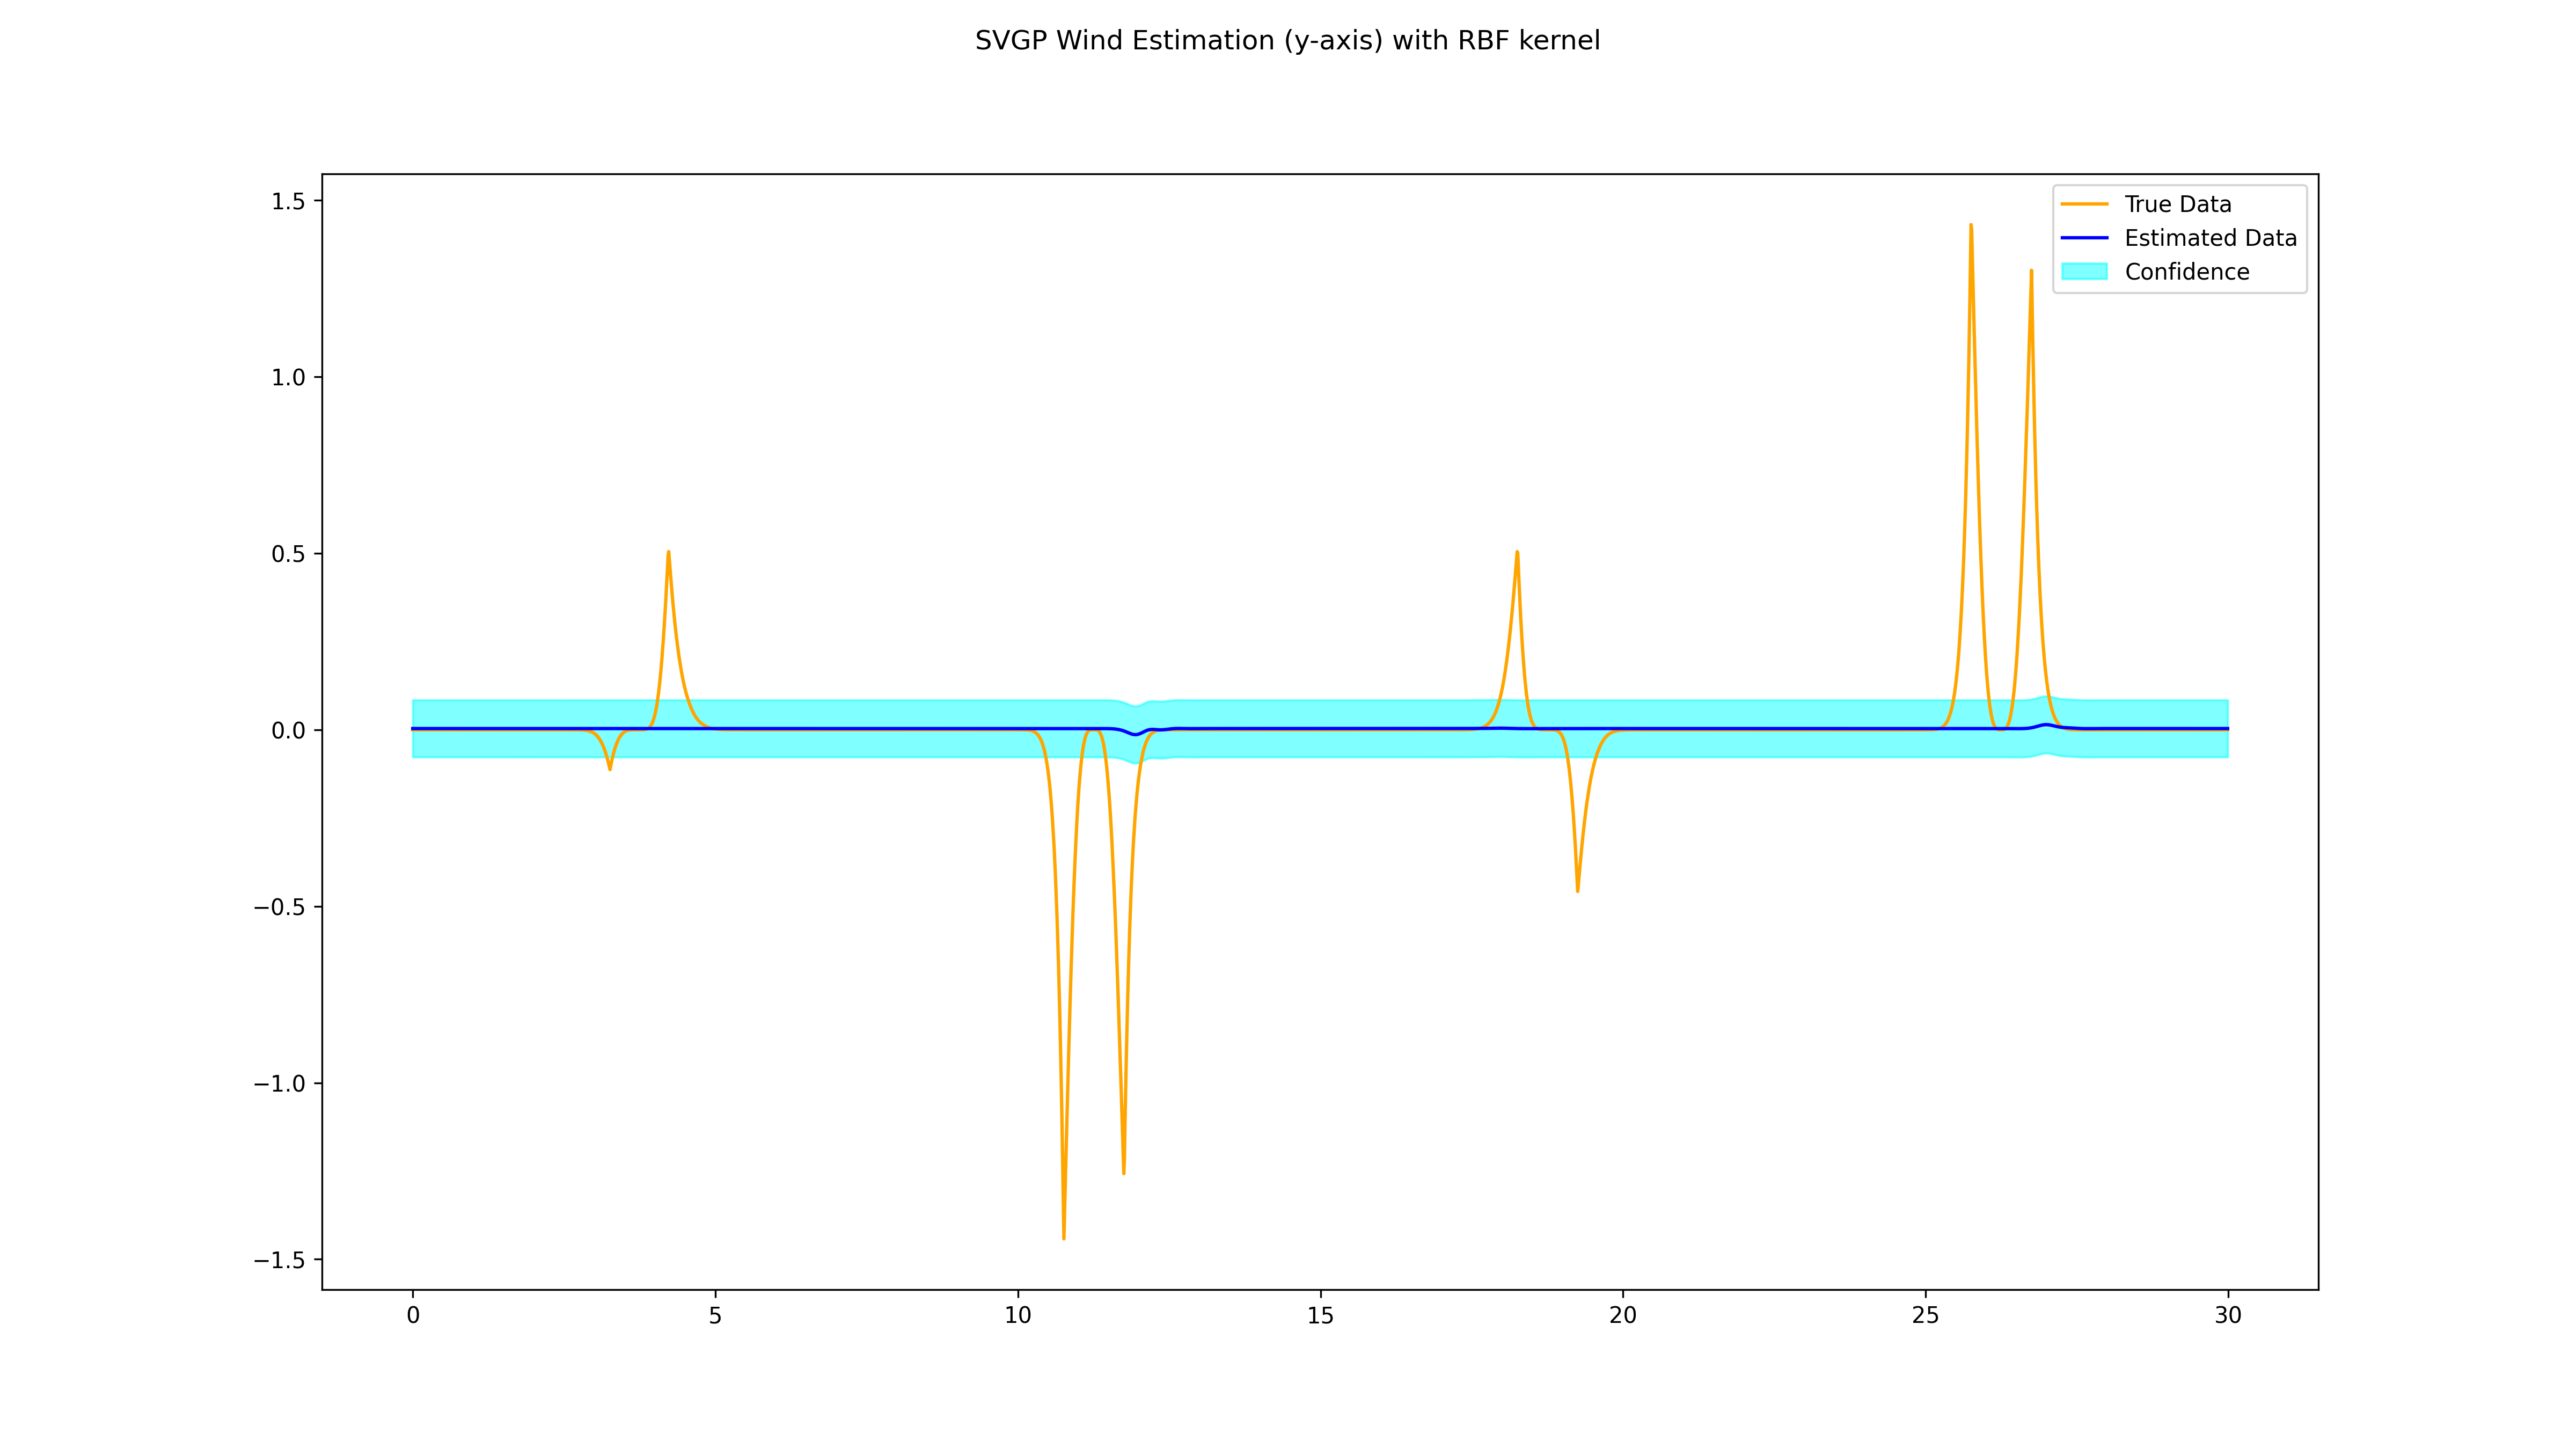 SVGP Wind Estimation (y-axis) with RBF kernel
True Data
Estimated Data
Confidence
1.5
1.0
0.5
0.0
−0.5
−1.0
−1.5
0 5 10 15 20 25 30